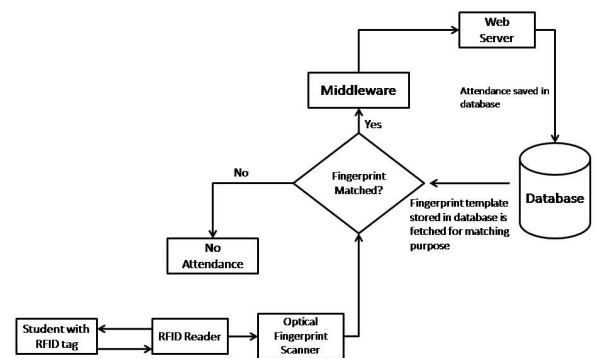 Web
Server
Middleware
Attendance saved in
database
Yes
No
Fingerprint
Matched?
Database
Fingerprint template
stored in database is
fetched for matching
purpose
No
Attendance
Student with
RFID tag
RFID Reader
Optical
Fingerprint
Scanner